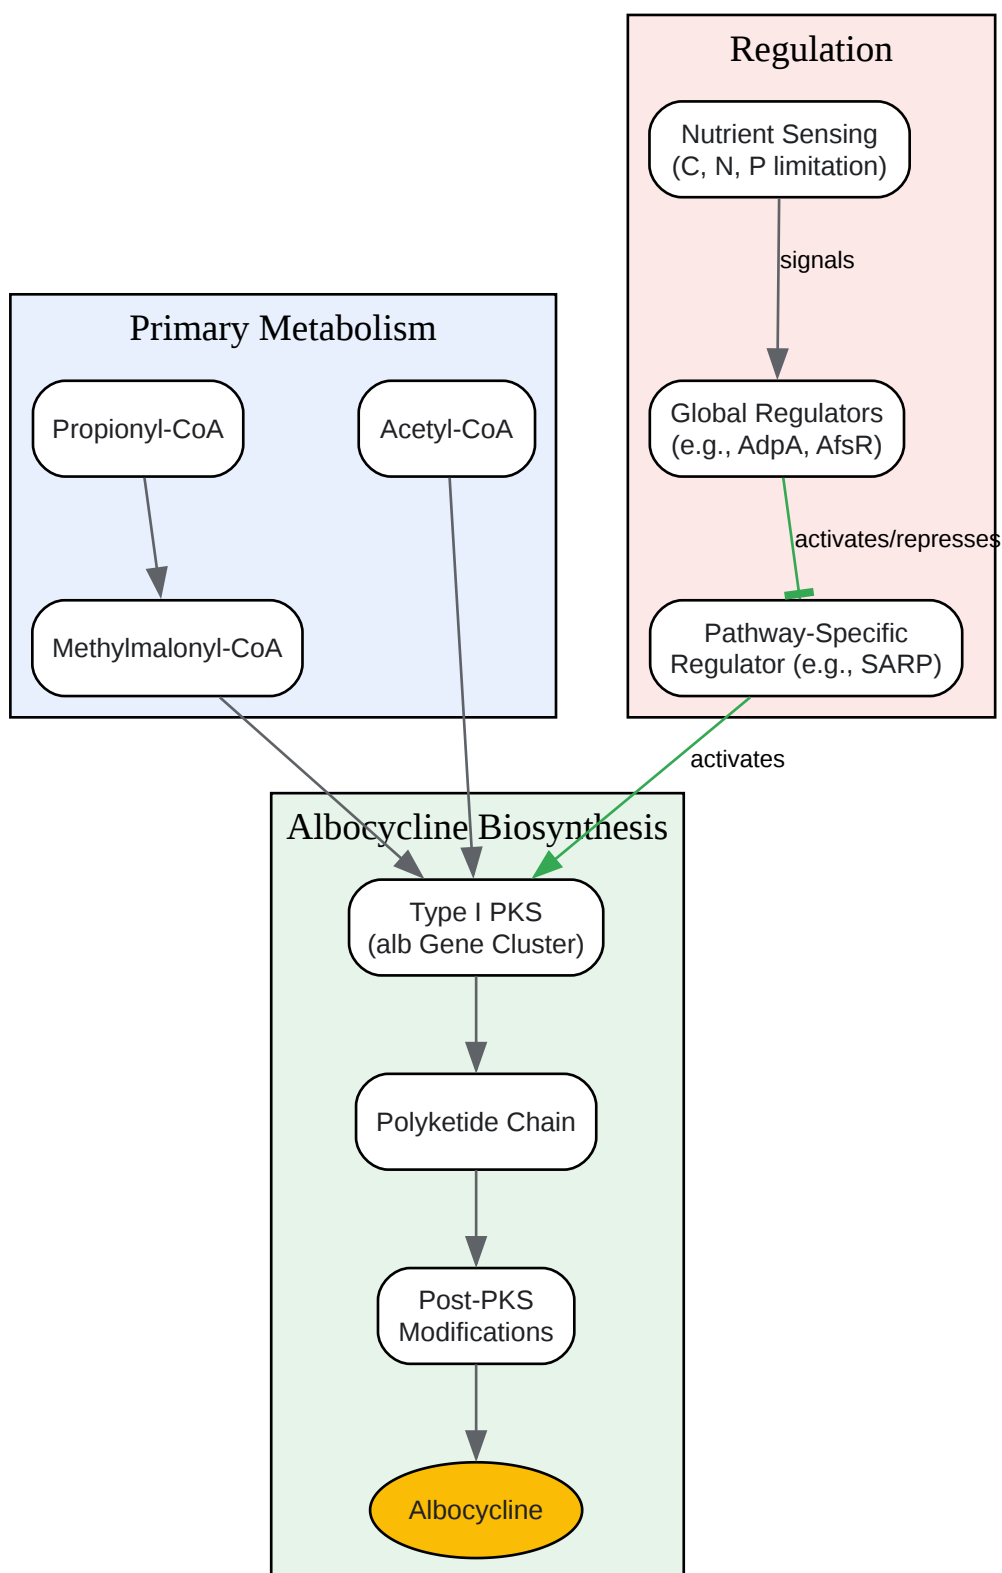 Regulation
Nutrient Sensing
(C, N, P limitation)
signals
Primary Metabolism
Propionyl-CoA
Acetyl-CoA
Global Regulators
(e.g., AdpA, AfsR)
activates/represses
Methylmalonyl-CoA
Pathway-Specific
Regulator (e.g., SARP)
activates
Albocycline Biosynthesis
Type I PKS
(alb Gene Cluster)
Polyketide Chain
Post-PKS
Modifications
Albocycline